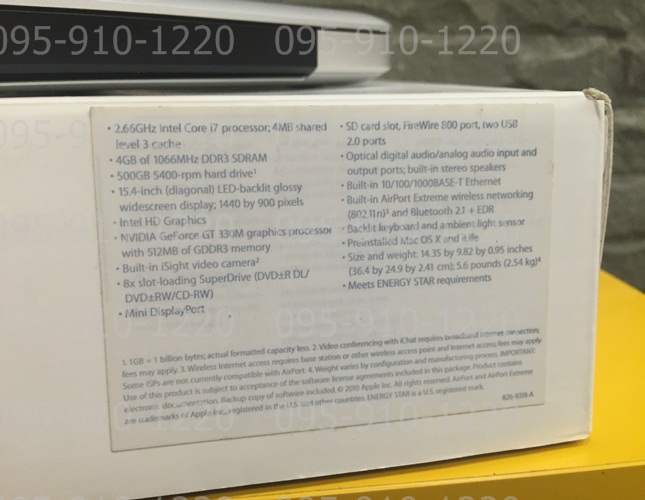 095-910-1220 095-910-1220
• 2.66GHz Intel Core i7 processor; 4MB shared
level 3 cache
• 4GB of 1066MHz DDR3 SDRAM
• 500GB 5400-rpm hard drive¹
• 15.4-inch (diagonal) LED-backlit glossy
widescreen display; 1440 by 900 pixels
• Intel HD Graphics
• NVIDIA GeForce GT 330M graphics processor
with 512MB of GDDR3 memory
• Built-in iSight video camera²
• 8x slot-loading SuperDrive (DVD±R DL/
DVD±RW/CD-RW)
• Mini DisplayPort
• SD card slot, FireWire 800 port, two USB
2.0 ports
• Optical digital audio/analog audio input and
output ports; built-in stereo speakers
• Built-in 10/100/1000BASE-T Ethernet
• Built-in AirPort Extreme wireless networking
(802.11n)³ and Bluetooth 2.1 + EDR
• Backlit keyboard and ambient light sensor
• Preinstalled Mac OS X and iLife
• Size and weight: 14.35 by 9.82 by 0.95 inches
(36.4 by 24.9 by 2.41 cm); 5.6 pounds (2.54 kg)⁴
• Meets ENERGY STAR requirements
1. 1GB = 1 billion bytes; actual formatted capacity less. 2. Video conferencing with iChat requires broadband Internet connection;
fees may apply. 3. Wireless Internet access requires base station or other wireless access point and Internet access; fees may apply.
Some ISPs are not currently compatible with AirPort. 4. Weight varies by configuration and manufacturing process. IMPORTANT:
Use of this product is subject to acceptance of the software license agreements included in this package. Product contains
electronic documentation. Backup copy of software included. © 2010 Apple Inc. All rights reserved. AirPort and AirPort Extreme
are trademarks of Apple Inc., registered in the U.S. and other countries. ENERGY STAR is a U.S. registered mark.
095-910-1220